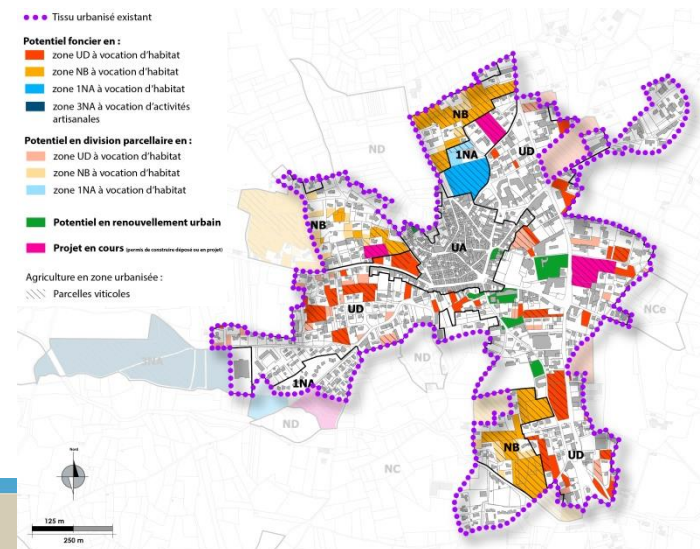 Tissu urbanisé existant
Potentiel foncier en :
zone UD à vocation d'habitat
zone NB à vocation d'habitat
zone 1NA à vocation d'habitat
zone 3NA à vocation d'activités
artisanales
Potentiel en division parcellaire en :
zone UD à vocation d'habitat
zone NB à vocation d'habitat
zone 1NA à vocation d'habitat
Potentiel en renouvellement urbain
Projet en cours (permis de construire déposé ou en projet)
Agriculture en zone urbanisée :
Parcelles viticoles
NB
ND
1NA
UD
NB
UA
UD
NCe
3NA
ND
1NA
ND
NC
NB
UD
Nord
125 m
250 m